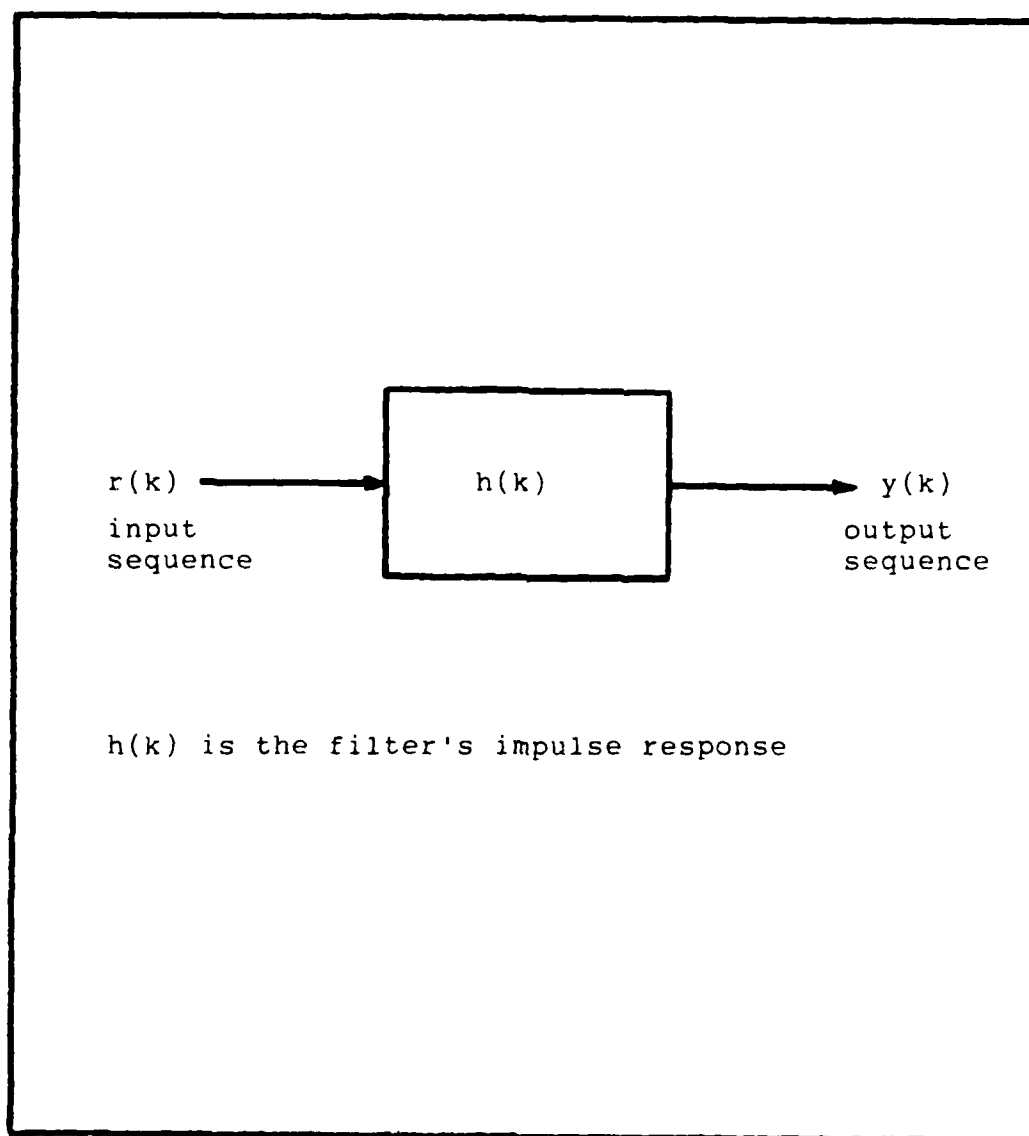 r(k)
input
sequence
h(k)
y(k)
output
sequence
h(k) is the filter's impulse response